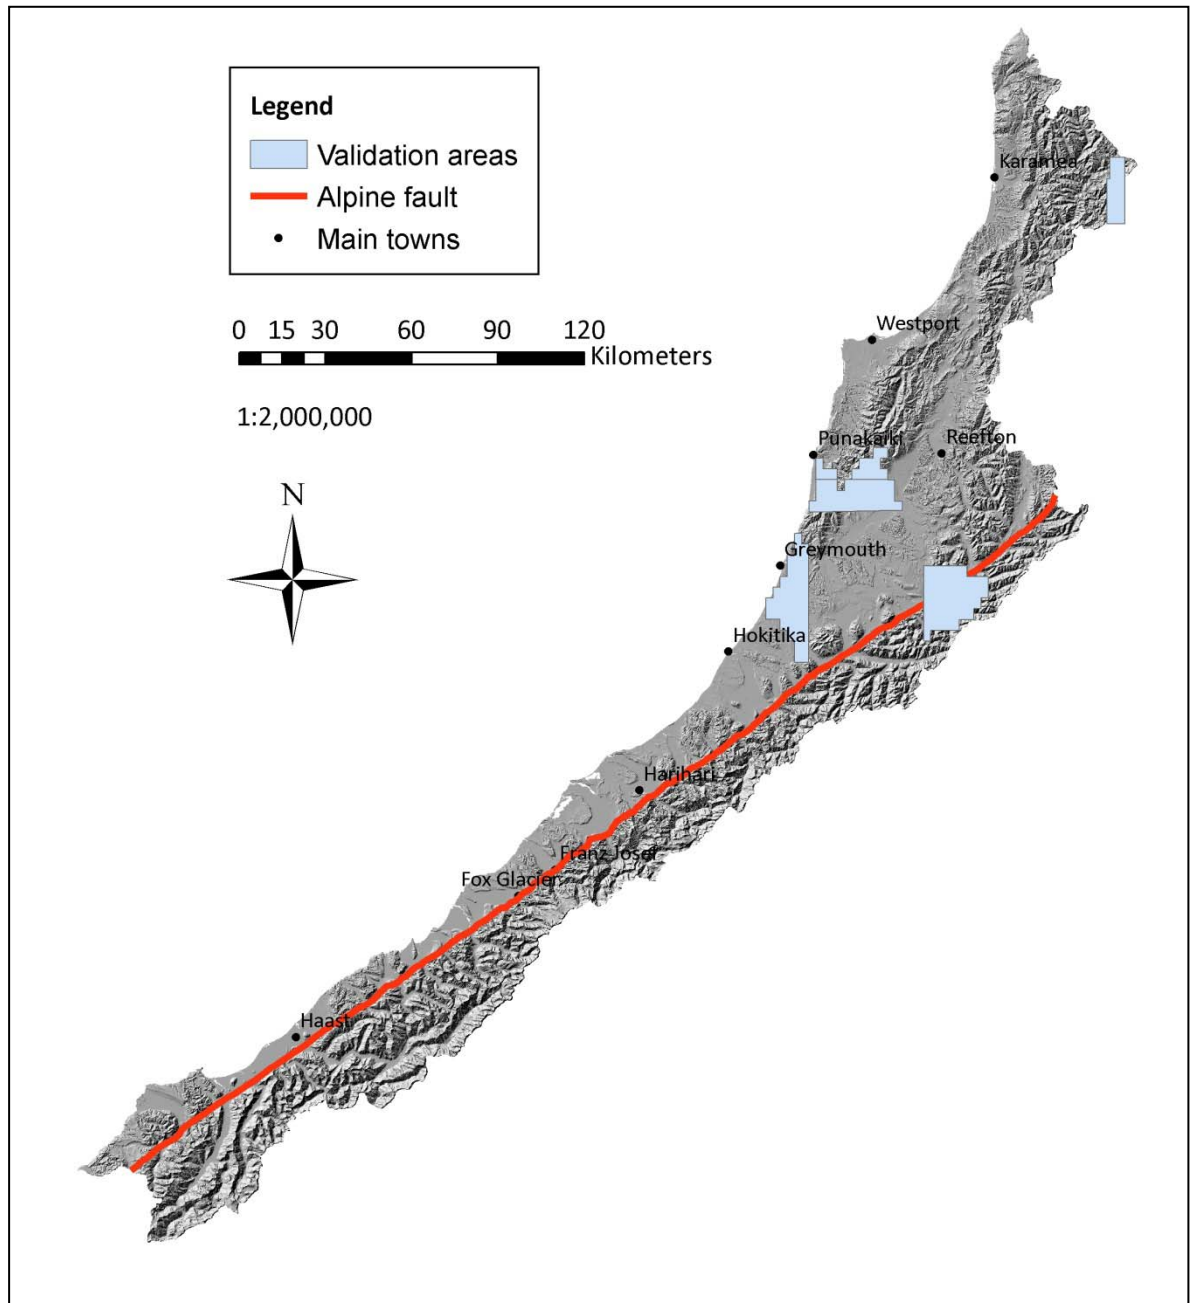 Legend
Validation areas
Alpine fault
Main towns
0 15 30 60 90 120
Kilometers
1:2,000,000
N
Karamea
Westport
Punakaiki
Reefton
Greymouth
Hokitika
Harihari
Franz Josef
Fox Glacier
Haast